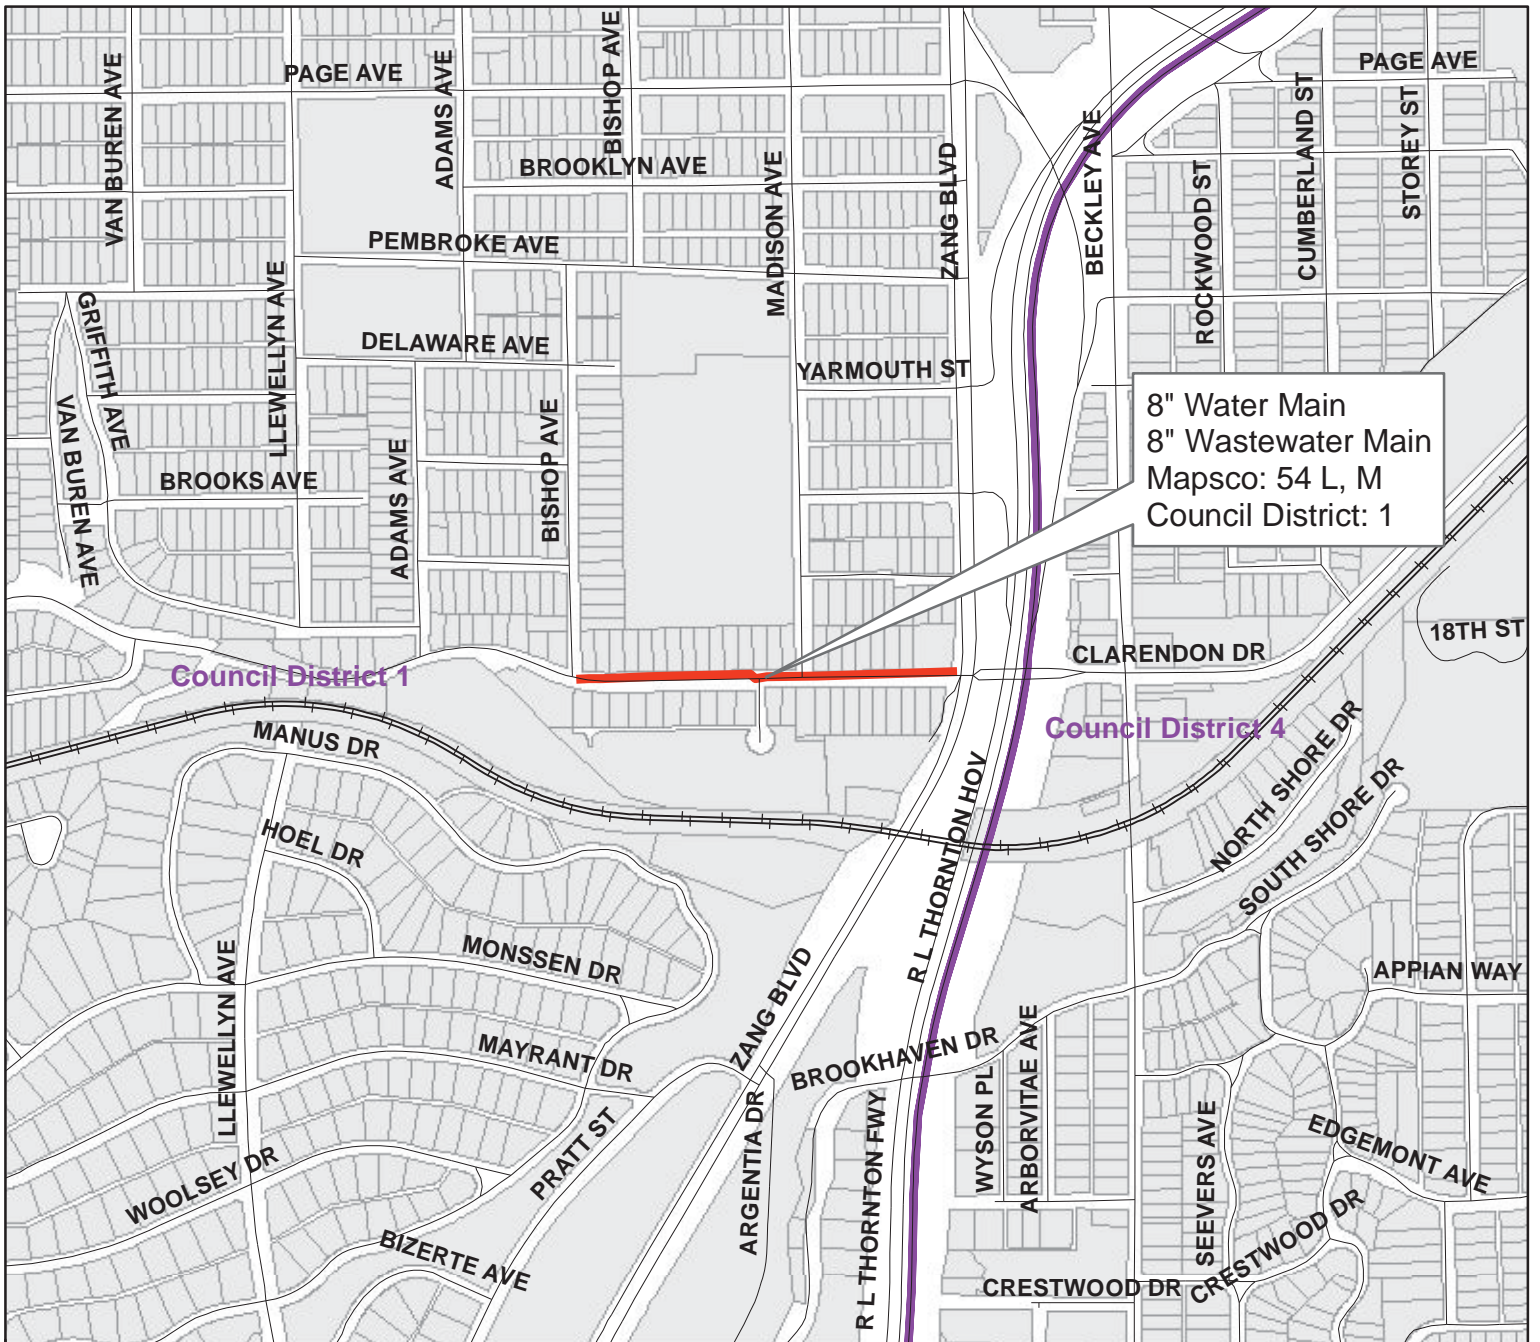 BISHOP AVE
PAGE AVE
PAGE AVE
VAN BUREN AVE
ADAMS AVE
CUMBERLAND ST
STOREY ST
BECKLEY AVE
BROOKLYN AVE
MADISON AVE
ZANG BLVD
ROCKWOOD ST
PEMBROKE AVE
LLEWELLYN AVE
GRIFFITH AVE
DELAWARE AVE
YARMOUTH ST
8" Water Main
8" Wastewater Main
Mapsco: 54 L, M
Council District: 1
VAN BUREN AVE
BISHOP AVE
ADAMS AVE
BROOKS AVE
18TH ST
CLARENDON DR
Council District 1
Council District 4
MANUS DR
NORTH SHORE DR
SOUTH SHORE DR
R L THORNTON HOV
HOEL DR
MONSSEN DR
LLEWELLYN AVE
ZANG BLVD
APPIAN WAY
MAYRANT DR
BROOKHAVEN DR
ARBORVITAE AVE
WYSON PL
ARGENTIA DR
R L THORNTON FWY
PRATT ST
SEEVERS AVE
EDGEMONT AVE
WOOLSEY DR
BIZERTE AVE
CRESTWOOD DR
CRESTWOOD DR